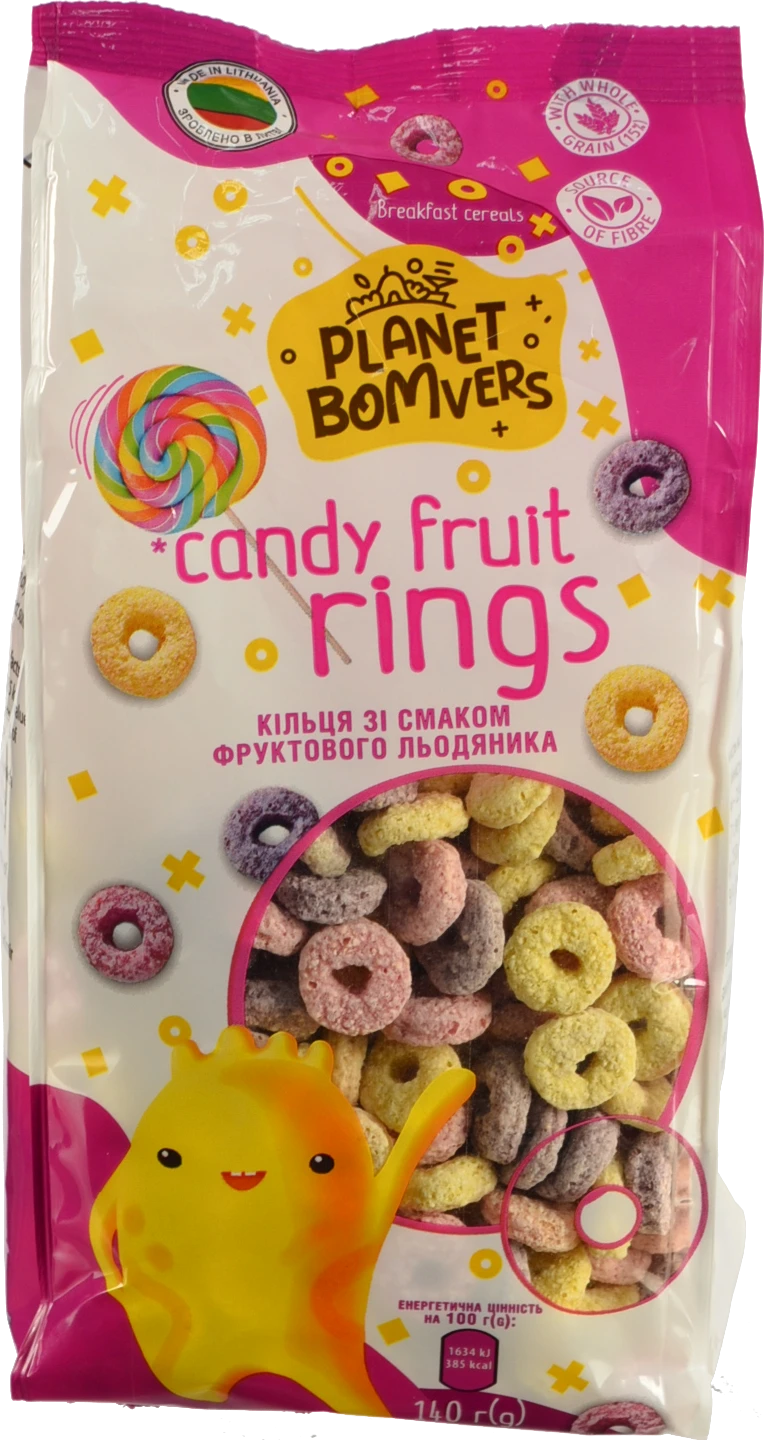 MADE IN LITHUANIA
ЗРОБЛЕНО В
WITH WHOLE
GRAIN (15%)
SOURCE
OF FIBRE
Breakfast cereals
PLANET
BOMVERS
*candy fruit
rings
КІЛЬЦЯ ЗІ СМАКОМ
ФРУКТОВОГО ЛЬОДЯНИКА
ЕНЕРГЕТИЧНА ЦІННІСТЬ
НА 100 г(g):
1634 kJ
385 kcal
140 г(g)